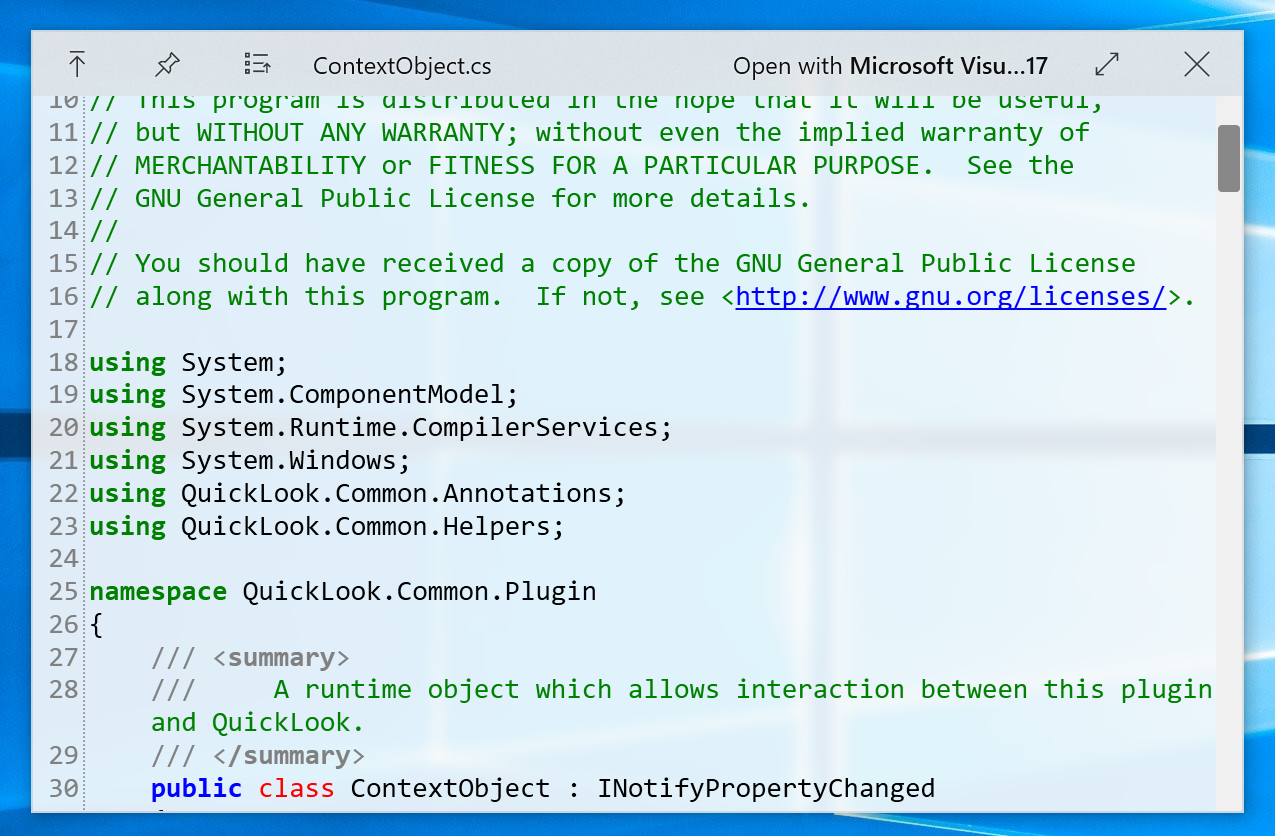 ContextObject.cs Open with Microsoft Visu...17
10 // This program is distributed in the hope that it will be useful,
11 // but WITHOUT ANY WARRANTY; without even the implied warranty of
12 // MERCHANTABILITY or FITNESS FOR A PARTICULAR PURPOSE.  See the
13 // GNU General Public License for more details.
14 //
15 // You should have received a copy of the GNU General Public License
16 // along with this program.  If not, see <http://www.gnu.org/licenses/>.
17
18 using System;
19 using System.ComponentModel;
20 using System.Runtime.CompilerServices;
21 using System.Windows;
22 using QuickLook.Common.Annotations;
23 using QuickLook.Common.Helpers;
24
25 namespace QuickLook.Common.Plugin
26 {
27     /// <summary>
28     ///     A runtime object which allows interaction between this plugin
    and QuickLook.
29     /// </summary>
30     public class ContextObject : INotifyPropertyChanged